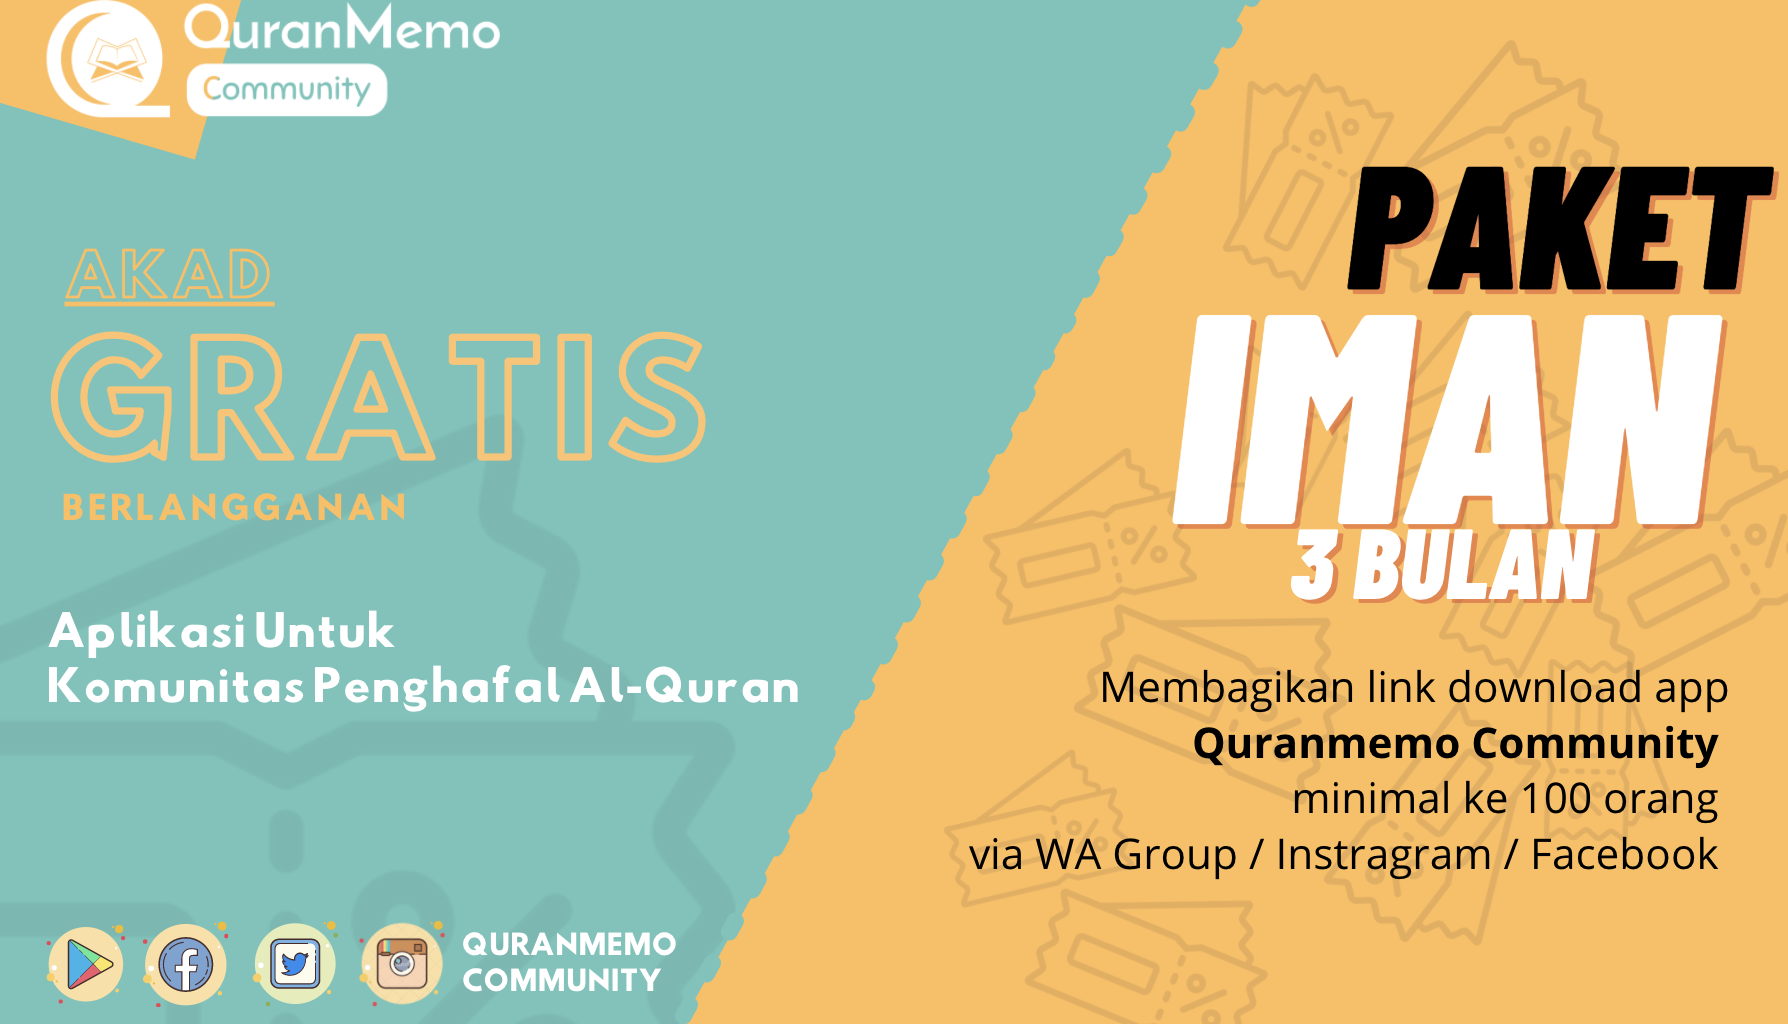 QuranMemo
Community
AKAD
GRATIS
BERLANGGANAN
Aplikasi Untuk
Komunitas Penghafal Al-Quran
QURANMEMO
COMMUNITY
PAKET
IMAN
3 BULAN
Membagikan link download app
Quranmemo Community
minimal ke 100 orang
via WA Group / Instragram / Facebook